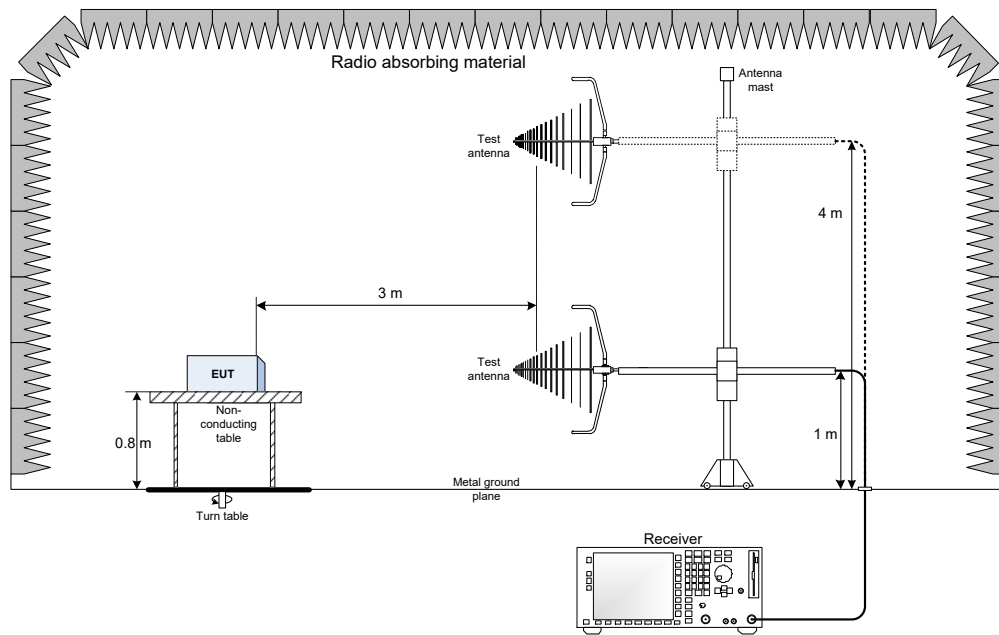 Radio absorbing material
Antenna
mast
Test
antenna
4 m
3 m
Test
antenna
EUT
Non-
conducting
table
0.8 m
1 m
Metal ground
plane
Turn table
Receiver